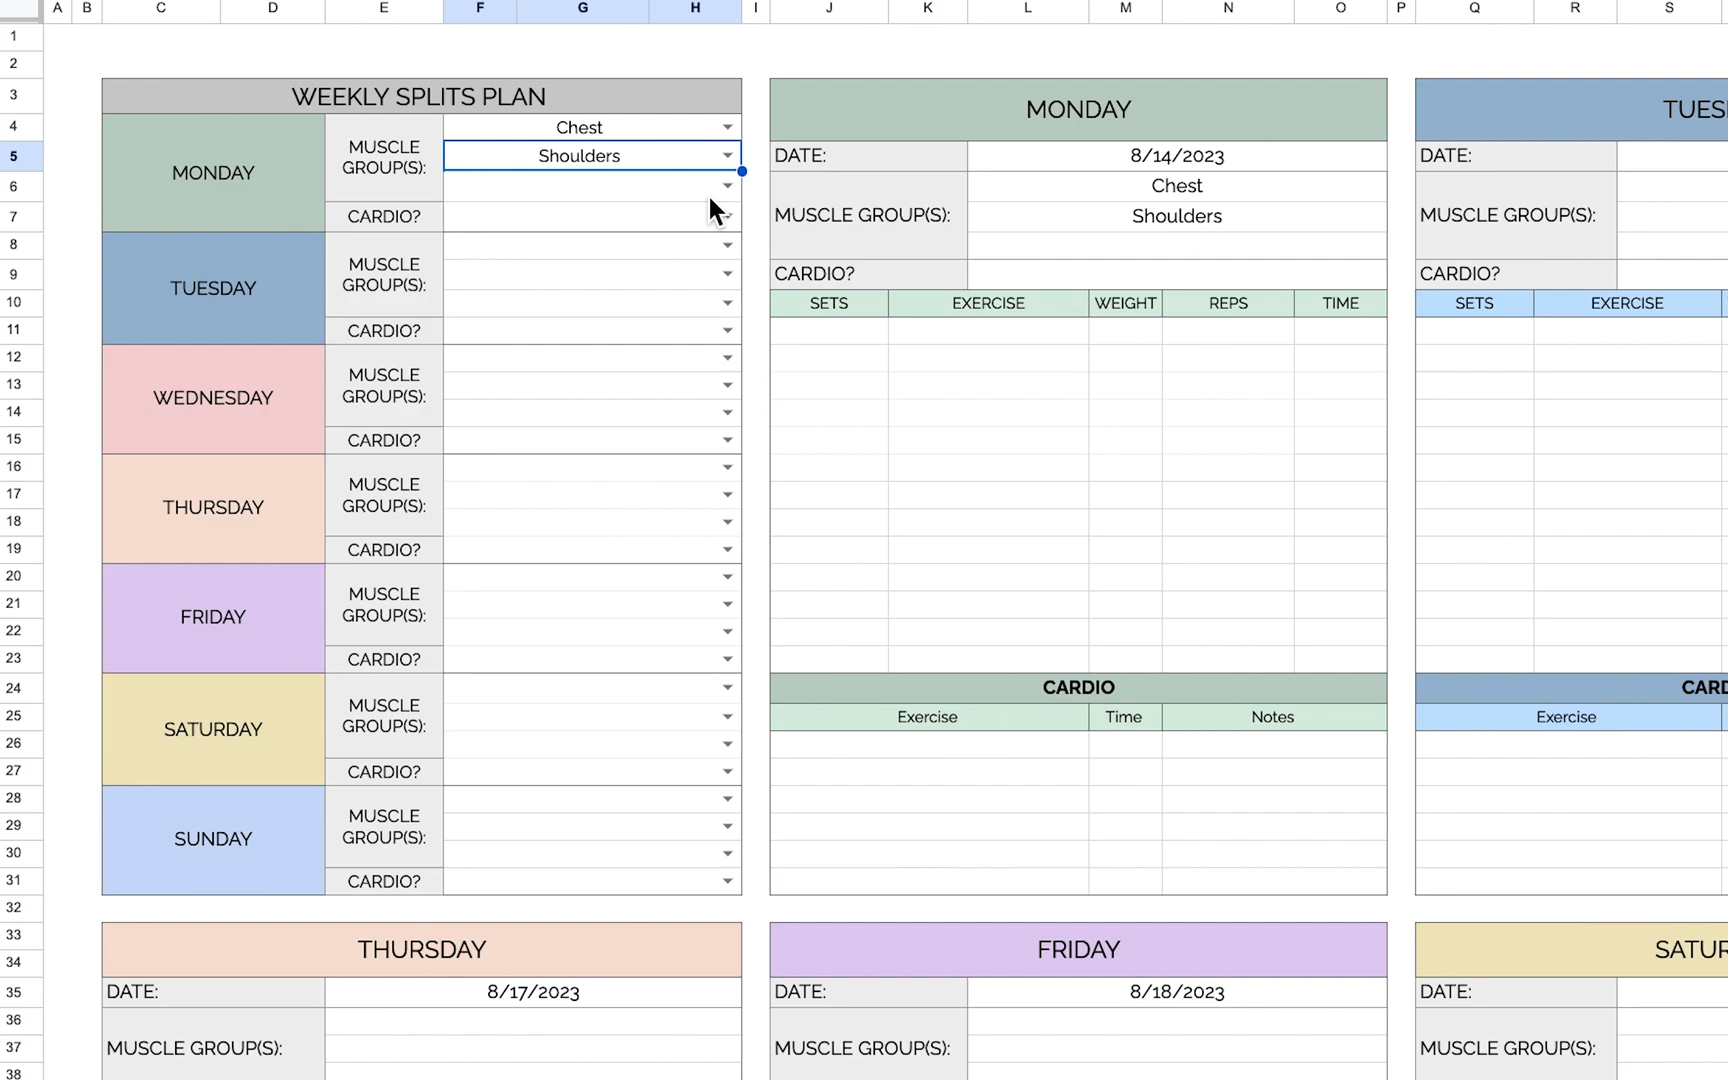 A B C D E F G H I J K L M N O P Q R S
1
2
3 WEEKLY SPLITS PLAN MONDAY TUES
4 Chest
MONDAY MUSCLE GROUP(S):
5 Shoulders DATE: 8/14/2023 DATE:
6 Chest
MUSCLE GROUP(S): MUSCLE GROUP(S):
7 CARDIO? Shoulders
8
TUESDAY MUSCLE GROUP(S):
9 CARDIO? CARDIO?
10 SETS EXERCISE WEIGHT REPS TIME SETS EXERCISE
11 CARDIO?
12
13 WEDNESDAY MUSCLE GROUP(S):
14
15 CARDIO?
16
17 THURSDAY MUSCLE GROUP(S):
18
19 CARDIO?
20
21 FRIDAY MUSCLE GROUP(S):
22
23 CARDIO?
24 CARDIO CARD
25 SATURDAY MUSCLE GROUP(S): Exercise Time Notes Exercise
26
27 CARDIO?
28
29 SUNDAY MUSCLE GROUP(S):
30
31 CARDIO?
32
33 THURSDAY FRIDAY SATUR
34
35 DATE: 8/17/2023 DATE: 8/18/2023 DATE:
36
37 MUSCLE GROUP(S): MUSCLE GROUP(S): MUSCLE GROUP(S):
38